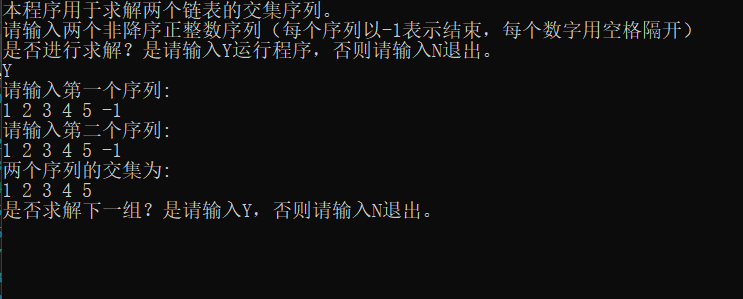 本程序用于求解两个链表的交集序列。
请输入两个非降序正整数序列（每个序列以-1表示结束，每个数字用空格隔开）
是否进行求解？是请输入Y运行程序，否则请输入N退出。
Y
请输入第一个序列:
1 2 3 4 5 -1
请输入第二个序列:
1 2 3 4 5 -1
两个序列的交集为:
1 2 3 4 5
是否求解下一组？是请输入Y，否则请输入N退出。